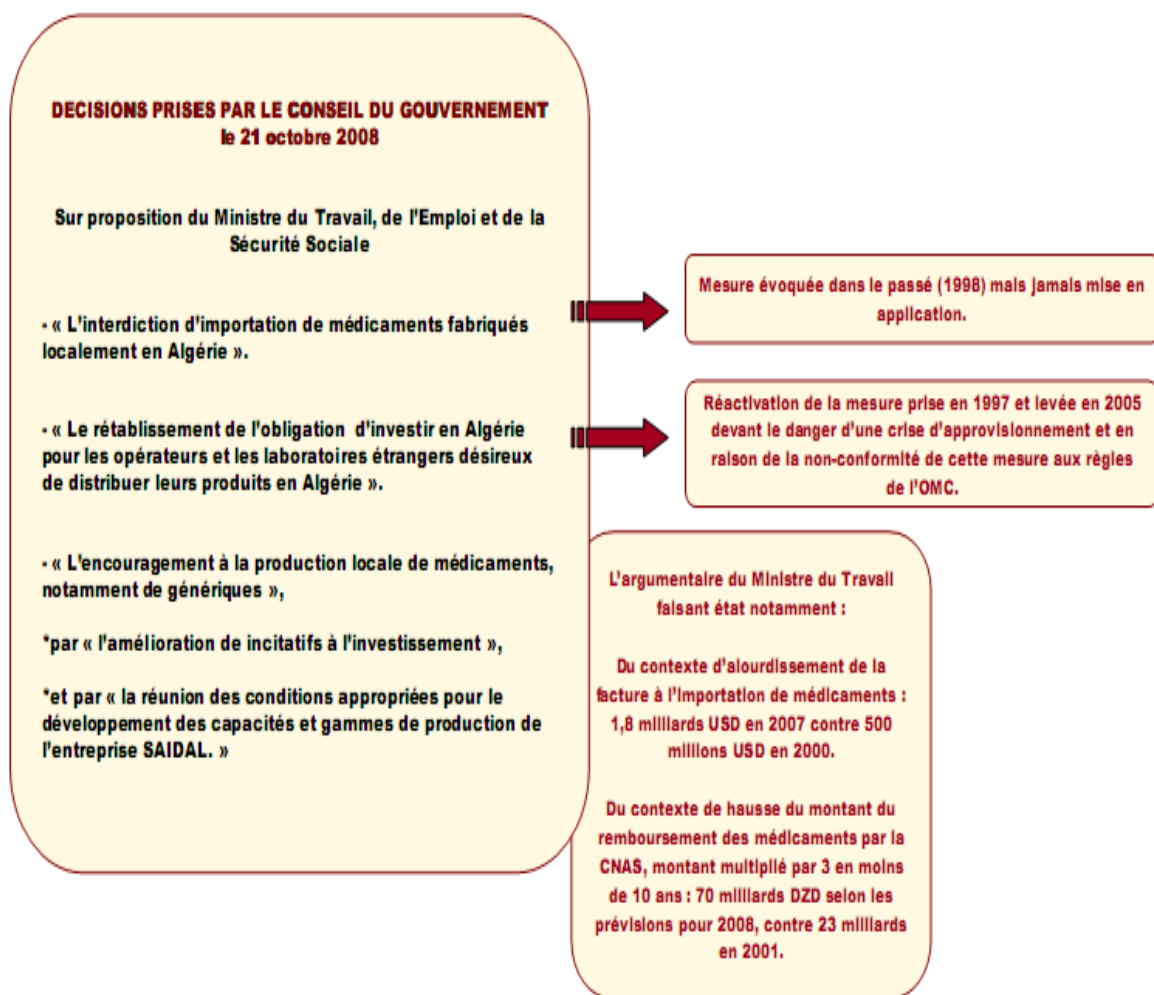 DECISIONS PRISES PAR LE CONSEIL DU GOUVERNEMENT
le 21 octobre 2008
Sur proposition du Ministre du Travail, de l'Emploi et de la
Sécurité Sociale
- « L'interdiction d'importation de médicaments fabriqués
localement en Algérie ».
- « Le rétablissement de l'obligation d'investir en Algérie
pour les opérateurs et les laboratoires étrangers désireux
de distribuer leurs produits en Algérie ».
- « L'encouragement à la production locale de médicaments,
notamment de génériques »,
*par « l'amélioration de incitatifs à l'investissement »,
*et par « la réunion des conditions appropriées pour le
développement des capacités et gammes de production de
l'entreprise SAIDAL. »
Mesure évoquée dans le passé (1998) mais jamais mise en
application.
Réactivation de la mesure prise en 1997 et levée en 2005
devant le danger d'une crise d'approvisionnement et en
raison de la non-conformité de cette mesure aux règles
de l'OMC.
L'argumentaire du Ministre du Travail
faisant état notamment :
Du contexte d'alourdissement de la
facture à l'importation de médicaments :
1,8 milliards USD en 2007 contre 500
millions USD en 2000.
Du contexte de hausse du montant du
remboursement des médicaments par la
CNAS, montant multiplié par 3 en moins
de 10 ans : 70 milliards DZD selon les
prévisions pour 2008, contre 23 milliards
en 2001.